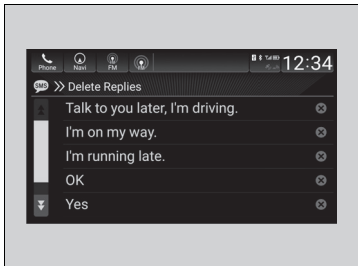 Phone
Navi
FM
12:34
SMS
Delete Replies
Talk to you later, I'm driving.
I'm on my way.
I'm running late.
OK
Yes